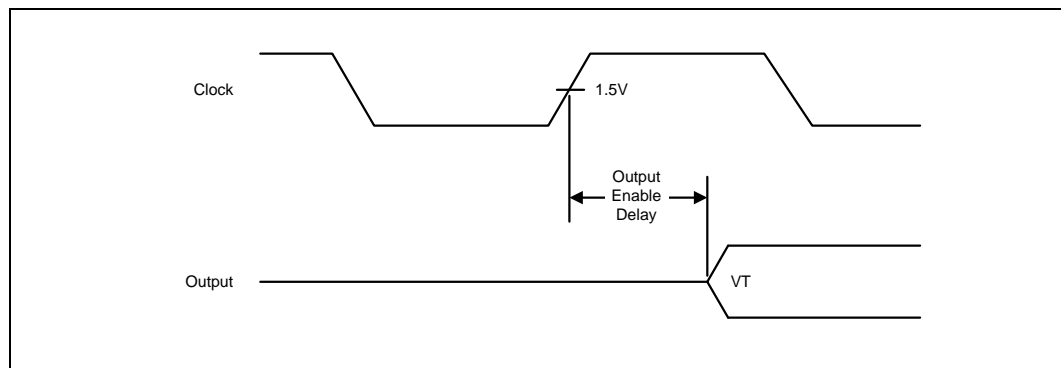 Clock
1.5V
Output
Enable
Delay
Output
VT